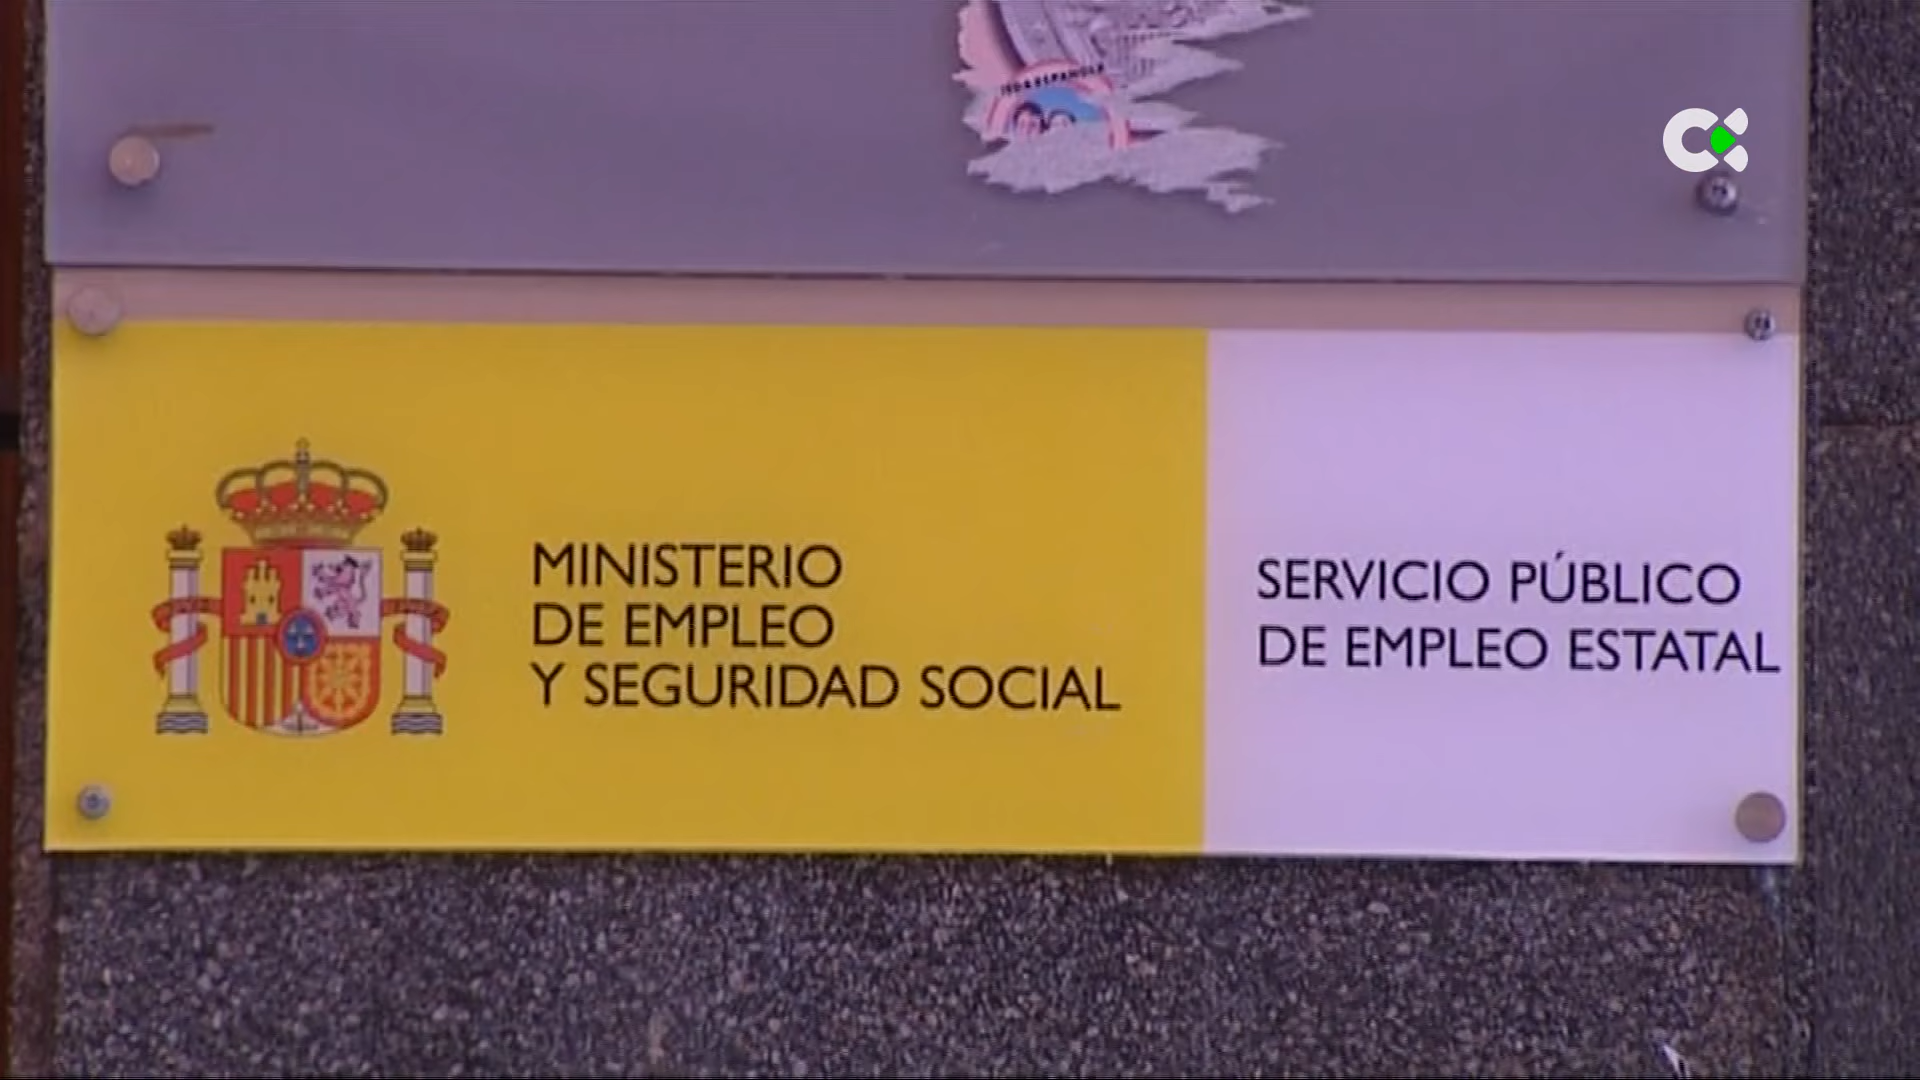 MINISTERIO
DE EMPLEO
Y SEGURIDAD SOCIAL
SERVICIO PÚBLICO
DE EMPLEO ESTATAL